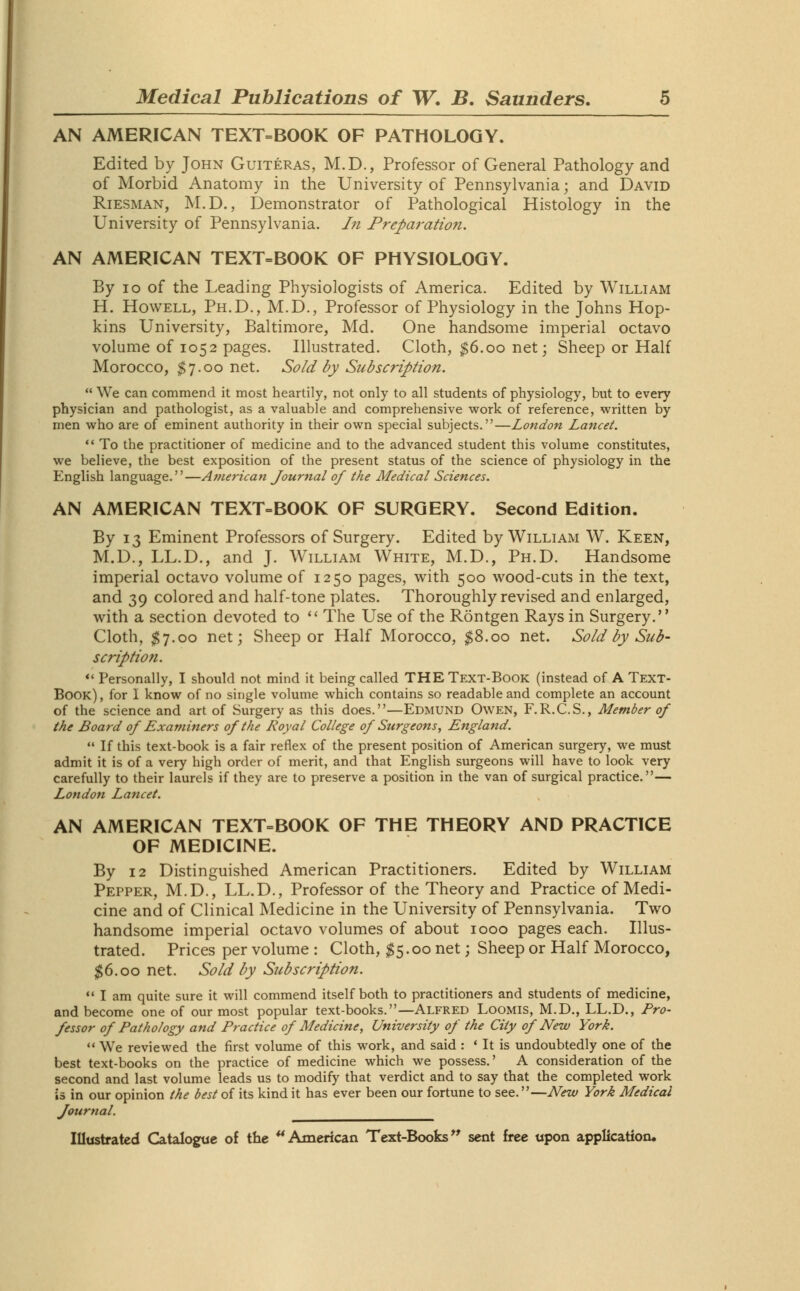 Medical Publications of W. B. Saunders. 5
AN AMERICAN TEXT=BOOK OF PATHOLOGY.
Edited by John Guitéras, M.D., Professor of General Pathology and
of Morbid Anatomy in the University of Pennsylvania; and David
Riesman, M.D., Demonstrator of Pathological Histology in the
University of Pennsylvania. In Preparation.
AN AMERICAN TEXT=BOOK OF PHYSIOLOGY.
By 10 of the Leading Physiologists of America. Edited by William
H. Howell, Ph.D., M.D., Professor of Physiology in the Johns Hop-
kins University, Baltimore, Md. One handsome imperial octavo
volume of 1052 pages. Illustrated. Cloth, $6.00 net; Sheep or Half
Morocco, $7.00 net. Sold by Subscription.
“ We can commend it most heartily, not only to all students of physiology, but to every
physician and pathologist, as a valuable and comprehensive work of reference, written by
men who are of eminent authority in their own special subjects.”—London Lancet.
“ To the practitioner of medicine and to the advanced student this volume constitutes,
we believe, the best exposition of the present status of the science of physiology in the
English language.”—American Journal of the Medical Sciences.
AN AMERICAN TEXT=BOOK OF SURGERY. Second Edition.
By 13 Eminent Professors of Surgery. Edited by William W. Keen,
M.D., LL.D., and J. William White, M.D., Ph.D. Handsome
imperial octavo volume of 1250 pages, with 500 wood-cuts in the text,
and 39 colored and half-tone plates. Thoroughly revised and enlarged,
with a section devoted to “ The Use of the Röntgen Rays in Surgery.”
Cloth, $7.00 net; Sheep or Half Morocco, $8.00 net. Sold by Sub-
scription.
“ Personally, I should not mind it being called THE Text-Book (instead of A Text-
Book), for I know of no single volume which contains so readable and complete an account
of the science and art of Surgery as this does.”—Edmund Owen, F.R.C.S., Member of
the Board of Examiners of the Royal College of Surgeons, England.
“ If this text-book is a fair reflex of the present position of American surgery, we must
admit it is of a very high order of merit, and that English surgeons will have to look very
carefully to their laurels if they are to preserve a position in the van of surgical practice.”—
London Lancet.
AN AMERICAN TEXT=BOOK OF THE THEORY AND PRACTICE
OF MEDICINE.
By 12 Distinguished American Practitioners. Edited by William
Pepper, M.D., LL.D., Professor of the Theory and Practice of Medi-
cine and of Clinical Medicine in the University of Pennsylvania. Two
handsome imperial octavo volumes of about 1000 pages each. Illus-
trated. Prices per volume : Cloth, $5.00 net; Sheep or Half Morocco,
$6.00 net. Sold by Subscription.
“ I am quite sure it will commend itself both to practitioners and students of medicine,
and become one of our most popular text-books.”—Alfred Loomis, M.D., LL.D., Pro-
fessor of Pathology and Practice of Medicine, University of the City of New York.
“ We reviewed the first volume of this work, and said : ‘ It is undoubtedly one of the
best text-books on the practice of medicine which we possess.’ A consideration of the
second and last volume leads us to modify that verdict and to say that the completed work
is in our opinion the best of its kind it has ever been our fortune to see.”—New York Medical
Journal.
Illustrated Catalogue of the “American Text-Books” sent free upon application.